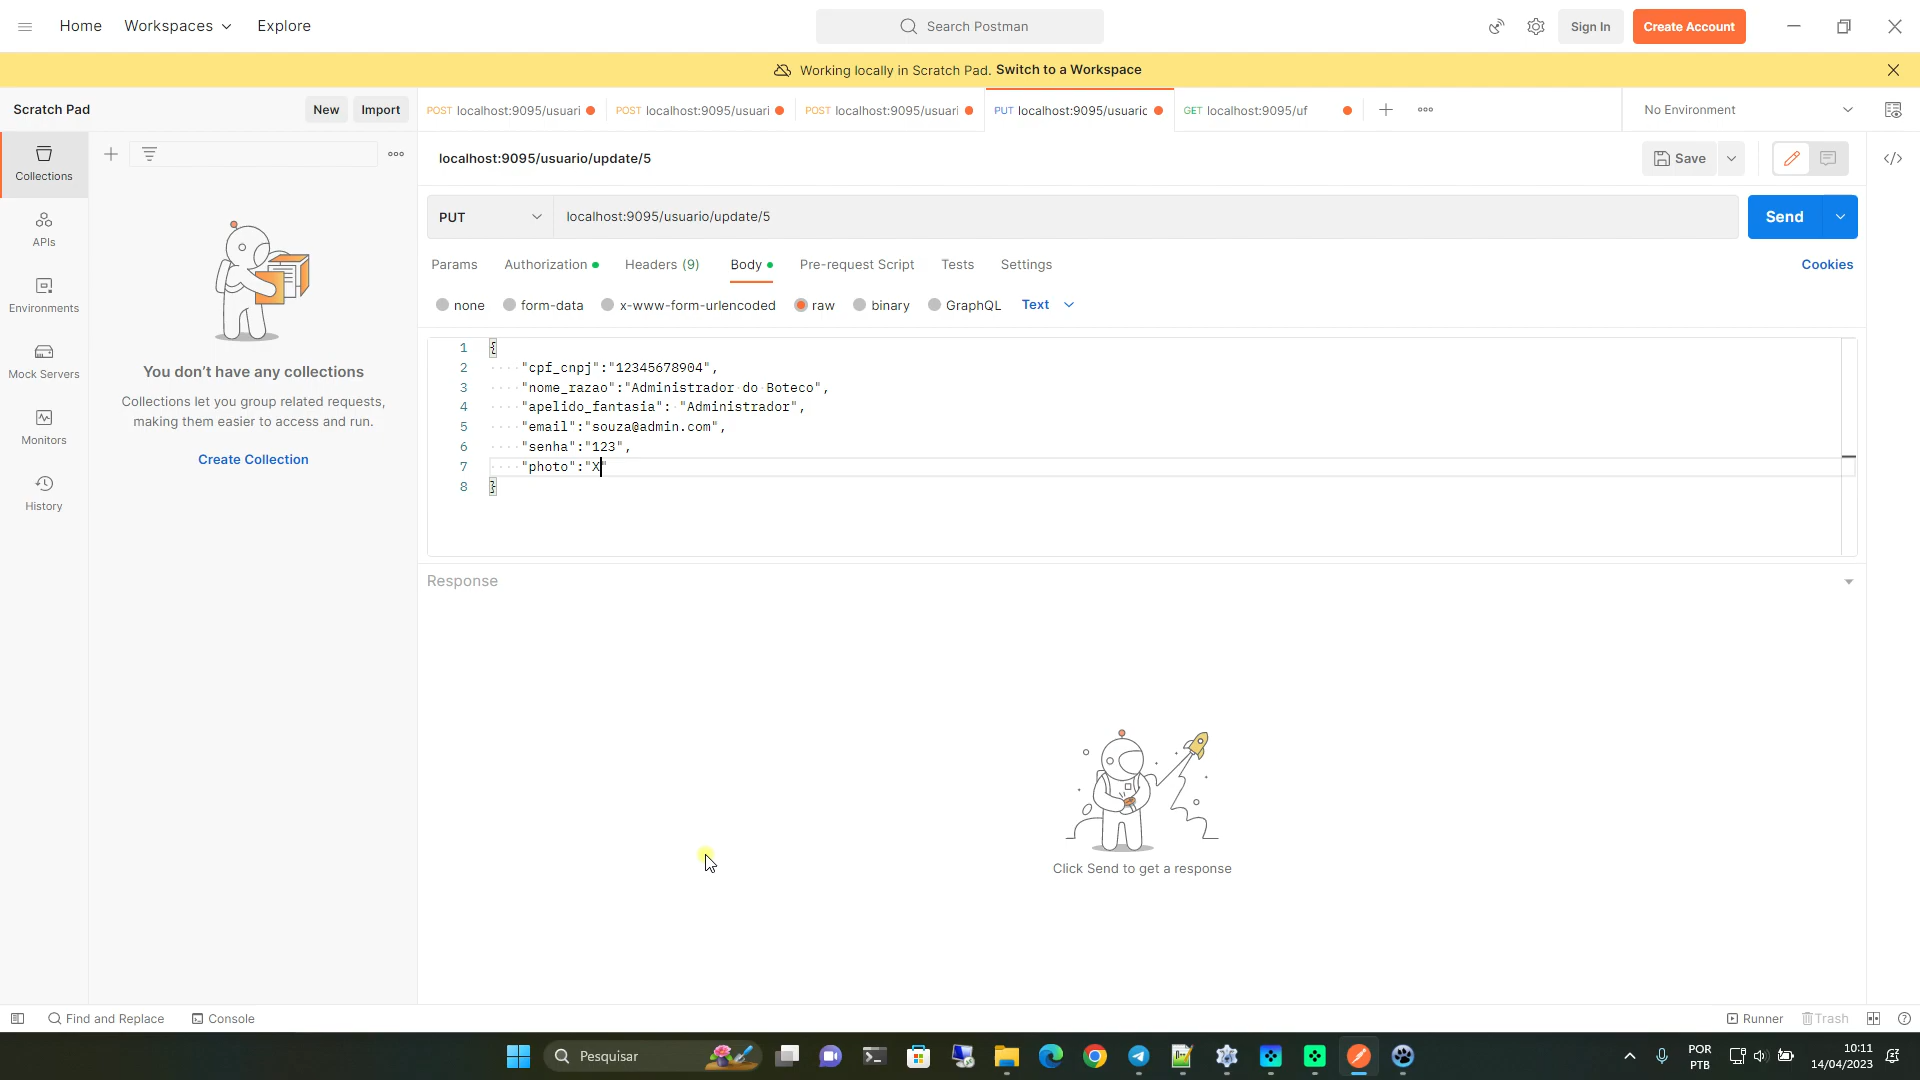 Home
Workspaces
Explore
Search Postman
Sign In
Create Account
Working locally in Scratch Pad. Switch to a Workspace
Scratch Pad
New
Import
POST localhost:9095/usuari
POST localhost:9095/usuari
POST localhost:9095/usuari
PUT localhost:9095/usuaric
GET localhost:9095/uf
No Environment
Collections
APIs
Environments
Mock Servers
Monitors
History
You don't have any collections
Collections let you group related requests,
making them easier to access and run.
Create Collection
localhost:9095/usuario/update/5
Save
PUT
localhost:9095/usuario/update/5
Send
Params
Authorization
Headers (9)
Body
Pre-request Script
Tests
Settings
Cookies
none
form-data
x-www-form-urlencoded
raw
binary
GraphQL
Text
1 {
2 "cpf_cnpj":"12345678904",
3 "nome_razao":"Administrador do Boteco",
4 "apelido_fantasia": "Administrador",
5 "email":"souza@admin.com",
6 "senha":"123",
7 "photo":"X"
8 }
Response
Click Send to get a response
Find and Replace
Console
Runner
Trash
Pesquisar
POR
PTB
10:11
14/04/2023